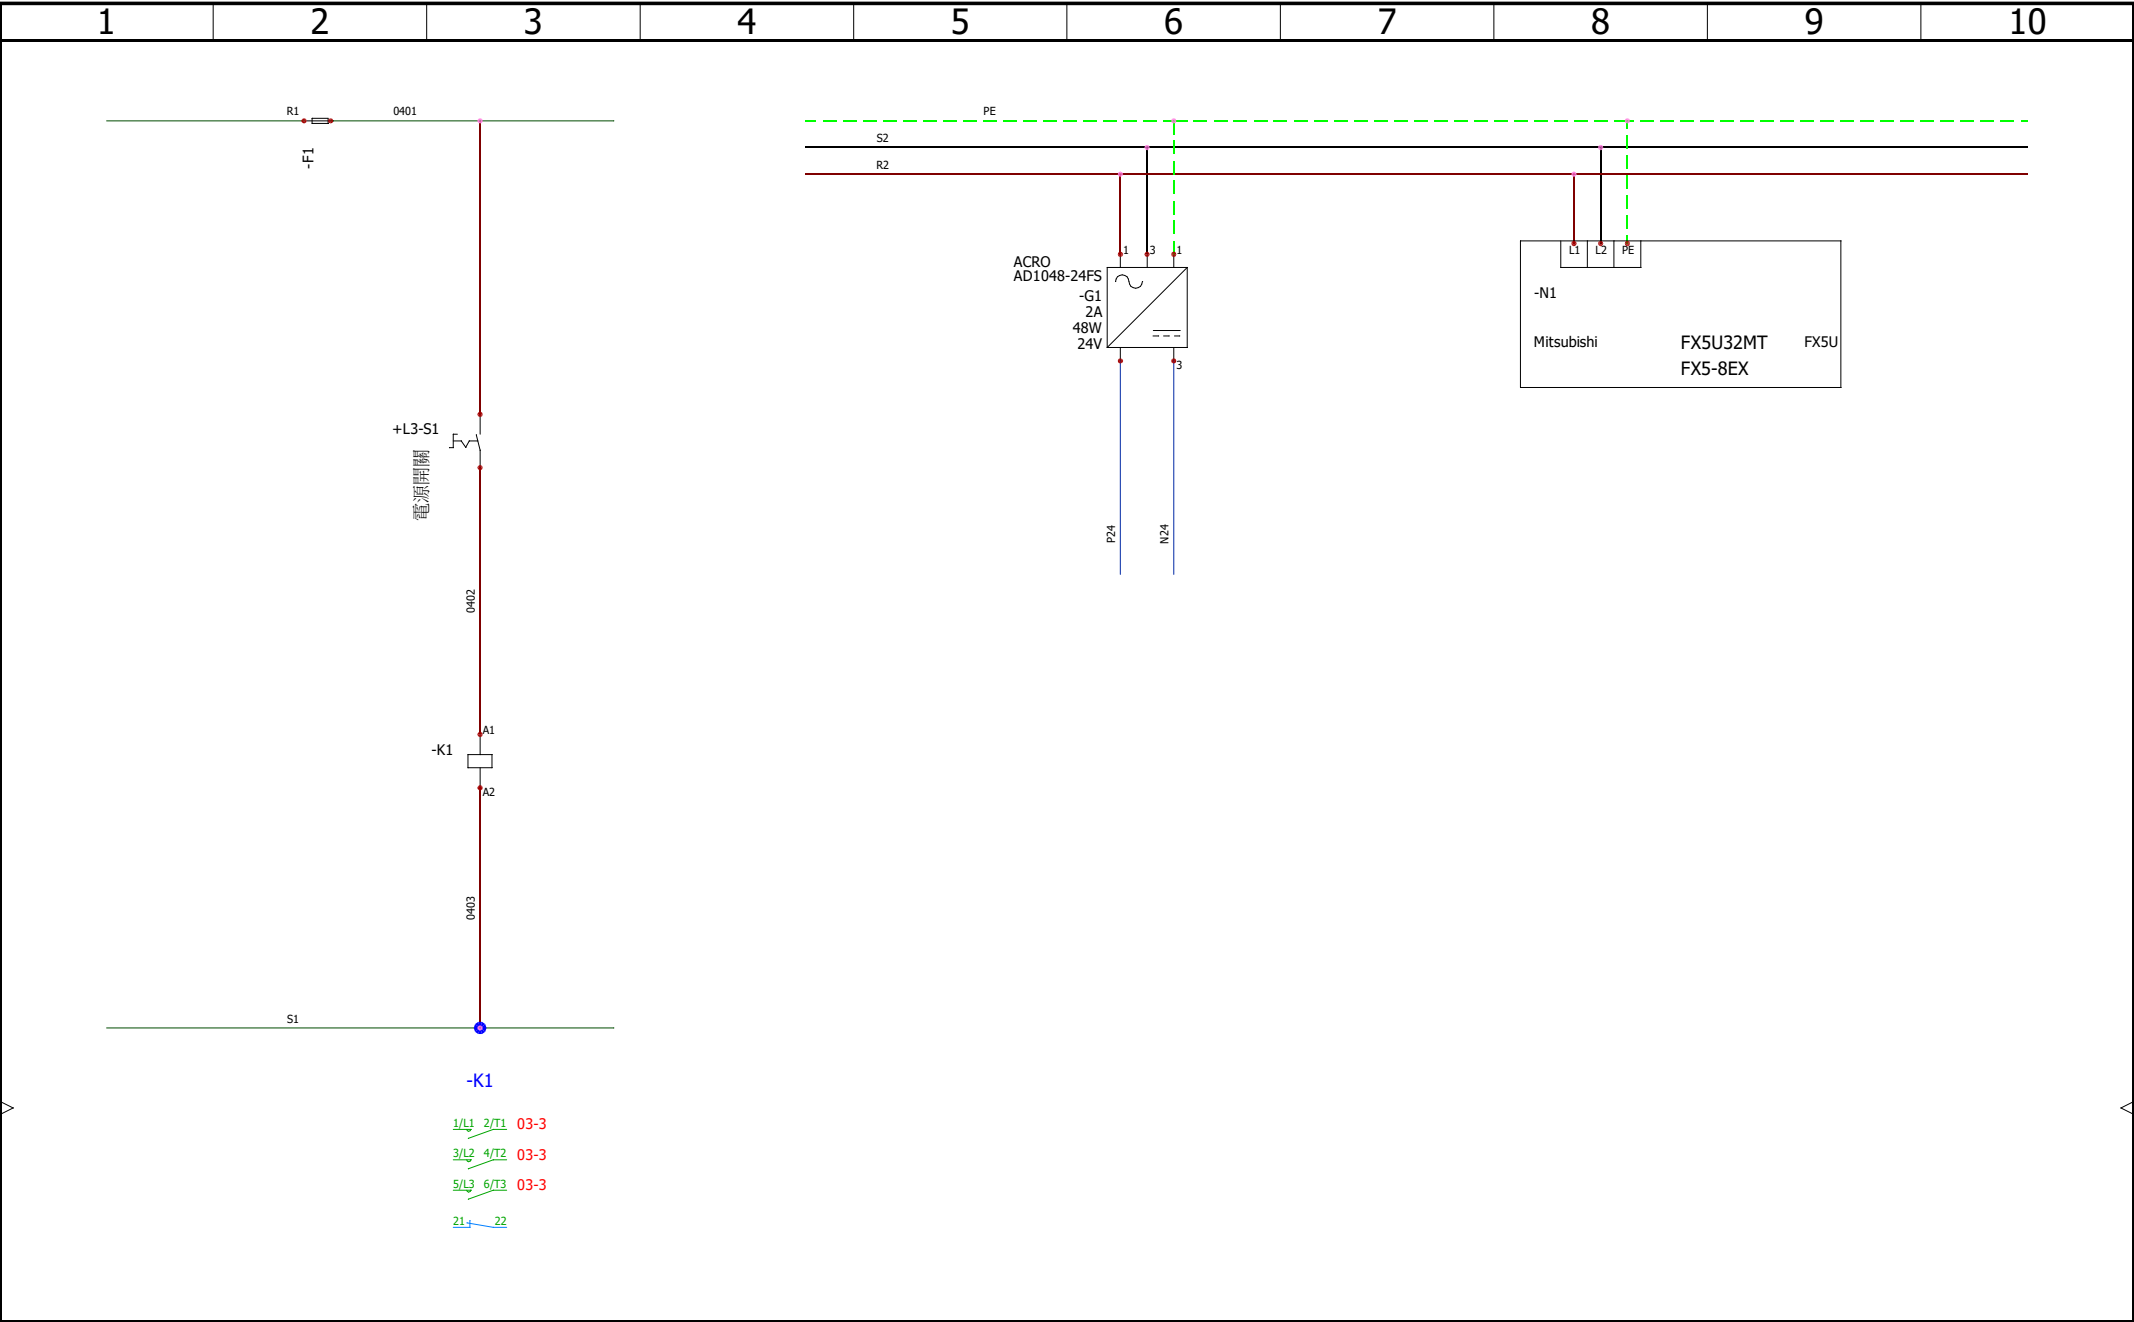 1 2 3 4 5 6 7 8 9 10
R1 0401
-F1
PE
S2
R2
1 3 1
ACRO
AD1048-24FS
-G1
2A
48W
24V
3
P24
N24
L1 L2 PE
-N1
Mitsubishi FX5U32MT FX5U
FX5-8EX
+L3-S1
電源開關
0402
A1
-K1
A2
0403
S1
-K1
1/L1 2/T1 03-3
3/L2 4/T2 03-3
5/L3 6/T3 03-3
21 22